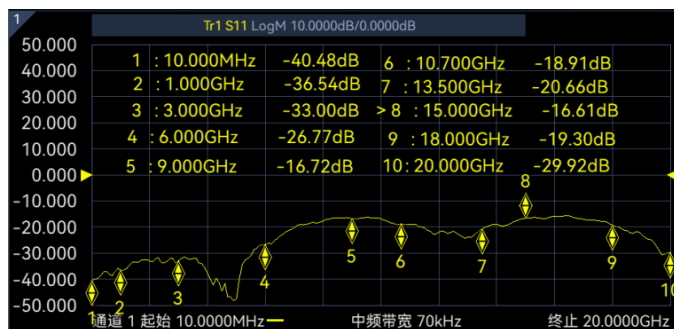 1
Tr1 S11 LogM 10.0000dB/0.0000dB
50.000
40.000
30.000
20.000
10.000
0.000
-10.000
-20.000
-30.000
-40.000
-50.000
1 : 10.000MHz -40.48dB
2 : 1.000GHz -36.54dB
3 : 3.000GHz -33.00dB
4 : 6.000GHz -26.77dB
5 : 9.000GHz -16.72dB
6 : 10.700GHz -18.91dB
7 : 13.500GHz -20.66dB
> 8 : 15.000GHz -16.61dB
9 : 18.000GHz -19.30dB
10: 20.000GHz -29.92dB
8
1
2
3
4
5
6
7
9
10
通道 1 起始 10.0000MHz
中频带宽 70kHz
终止 20.0000GHz